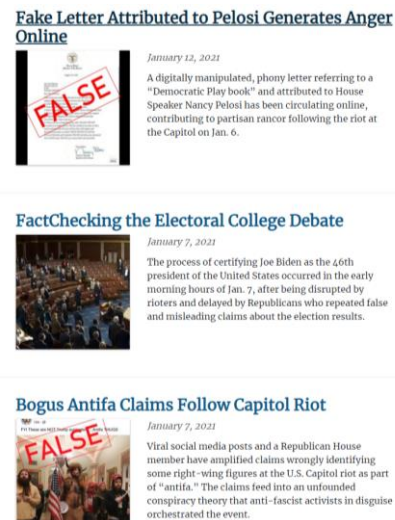 Fake Letter Attributed to Pelosi Generates Anger
Online
January 12, 2021
A digitally manipulated, phony letter referring to a
“Democratic Play book” and attributed to House
Speaker Nancy Pelosi has been circulating online,
contributing to partisan rancor following the riot at
the Capitol on Jan. 6.
FALSE
FactChecking the Electoral College Debate
January 7, 2021
The process of certifying Joe Biden as the 46th
president of the United States occurred in the early
morning hours of Jan. 7, after being disrupted by
rioters and delayed by Republicans who repeated false
and misleading claims about the election results.
Bogus Antifa Claims Follow Capitol Riot
January 7, 2021
Viral social media posts and a Republican House
member have amplified claims wrongly identifying
some right-wing figures at the U.S. Capitol riot as part
of “antifa.” The claims feed into an unfounded
conspiracy theory that anti-fascist activists in disguise
orchestrated the event.
FALSE